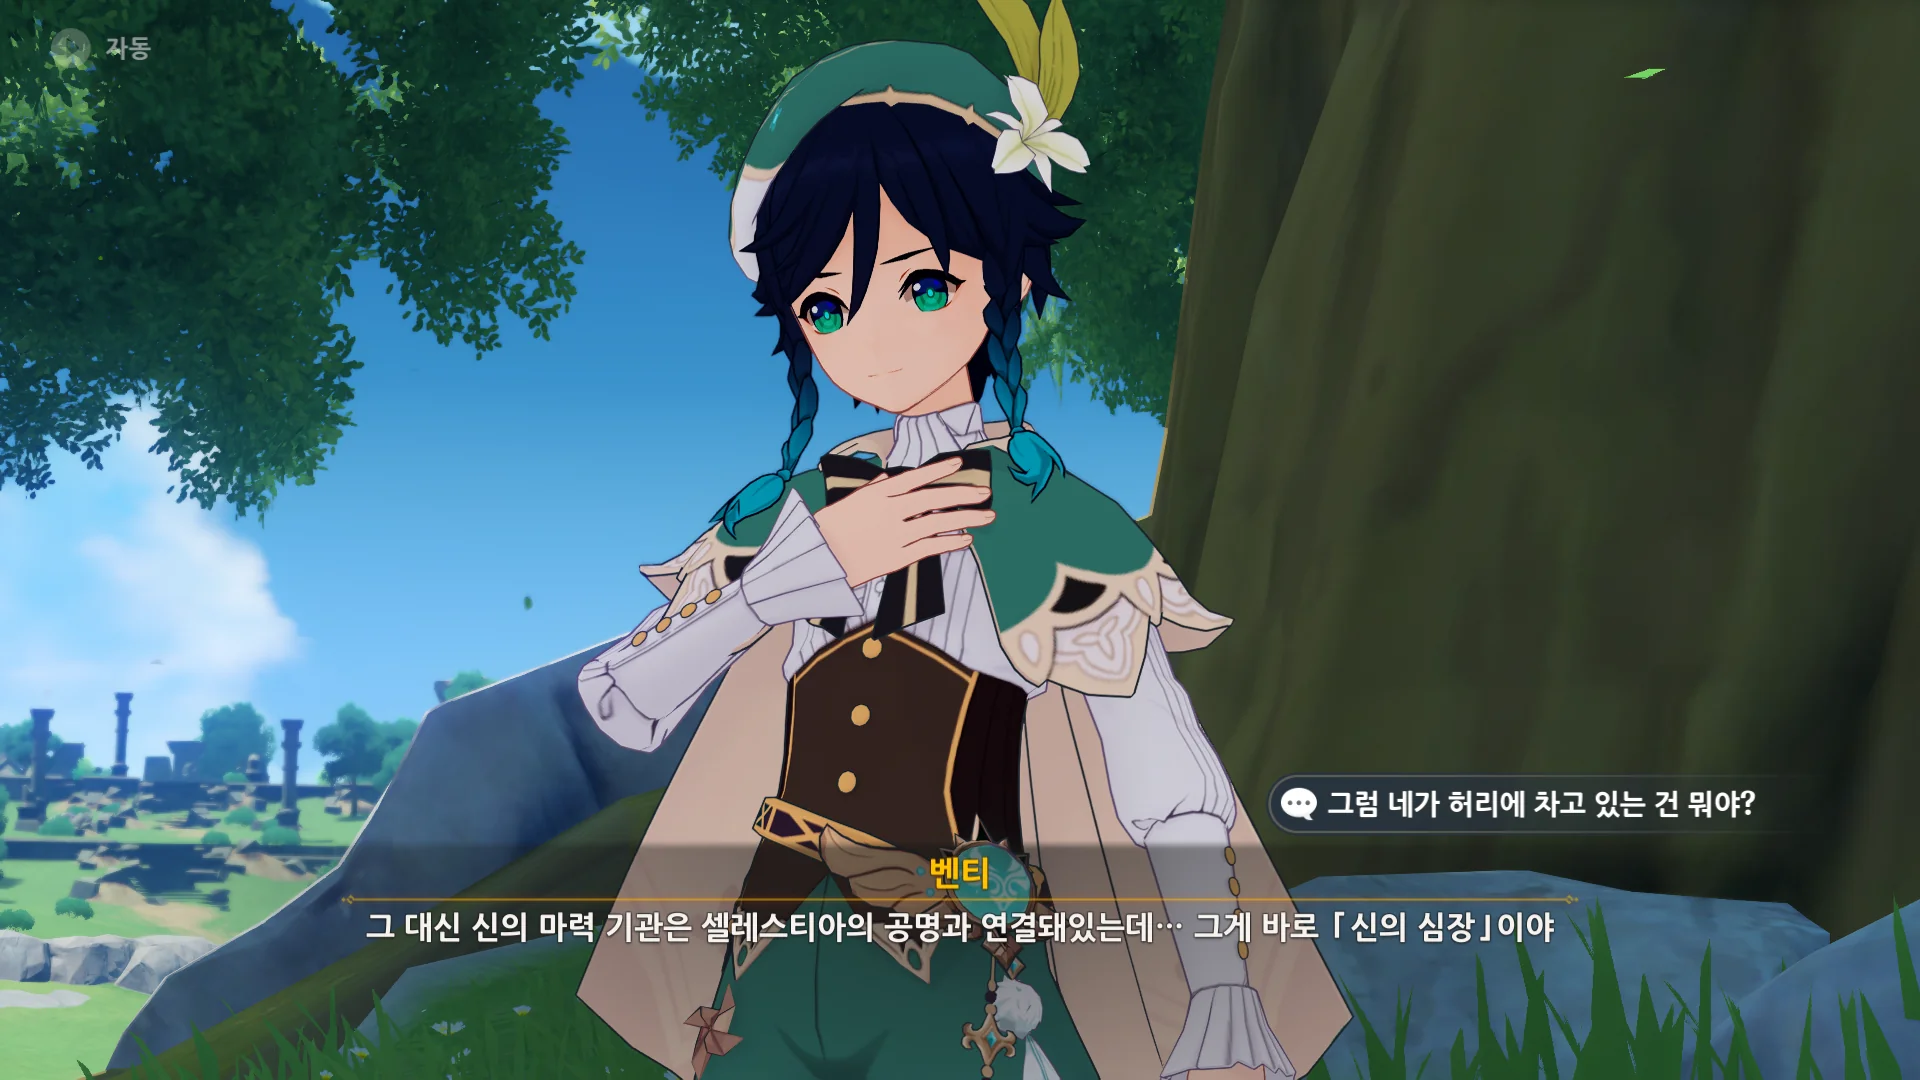 자동
그럼 네가 허리에 차고 있는 건 뭐야?
벤티
그 대신 신의 마력 기관은 셀레스티아의 공명과 연결돼있는데… 그게 바로 「신의 심장」이야